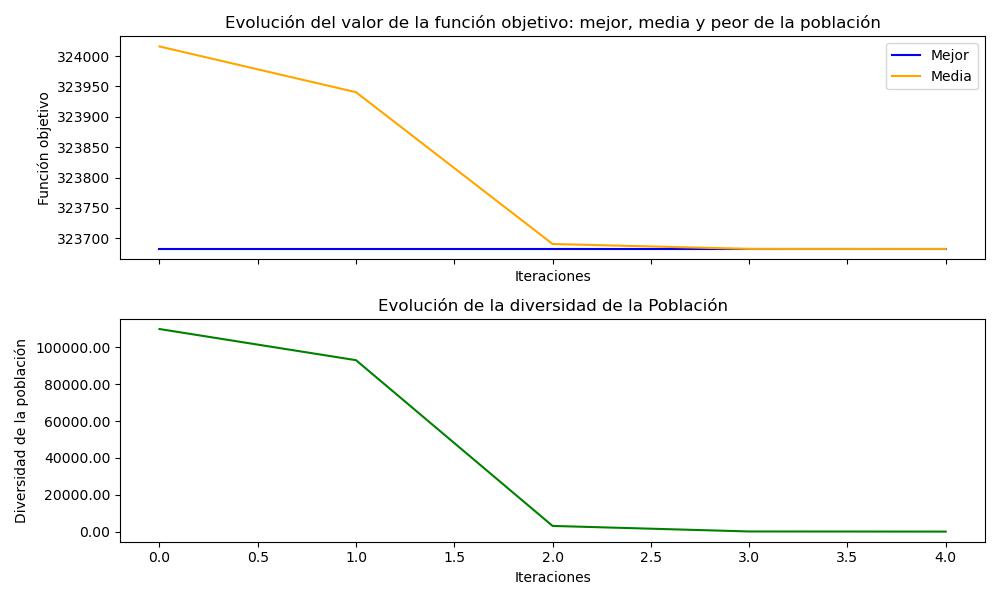 Evolución del valor de la función objetivo: mejor, media y peor de la población
Función objetivo
324000
323950
323900
323850
323800
323750
323700
Mejor
Media
Iteraciones
Evolución de la diversidad de la Población
Diversidad de la población
100000.00
80000.00
60000.00
40000.00
20000.00
0.00
0.0 0.5 1.0 1.5 2.0 2.5 3.0 3.5 4.0
Iteraciones